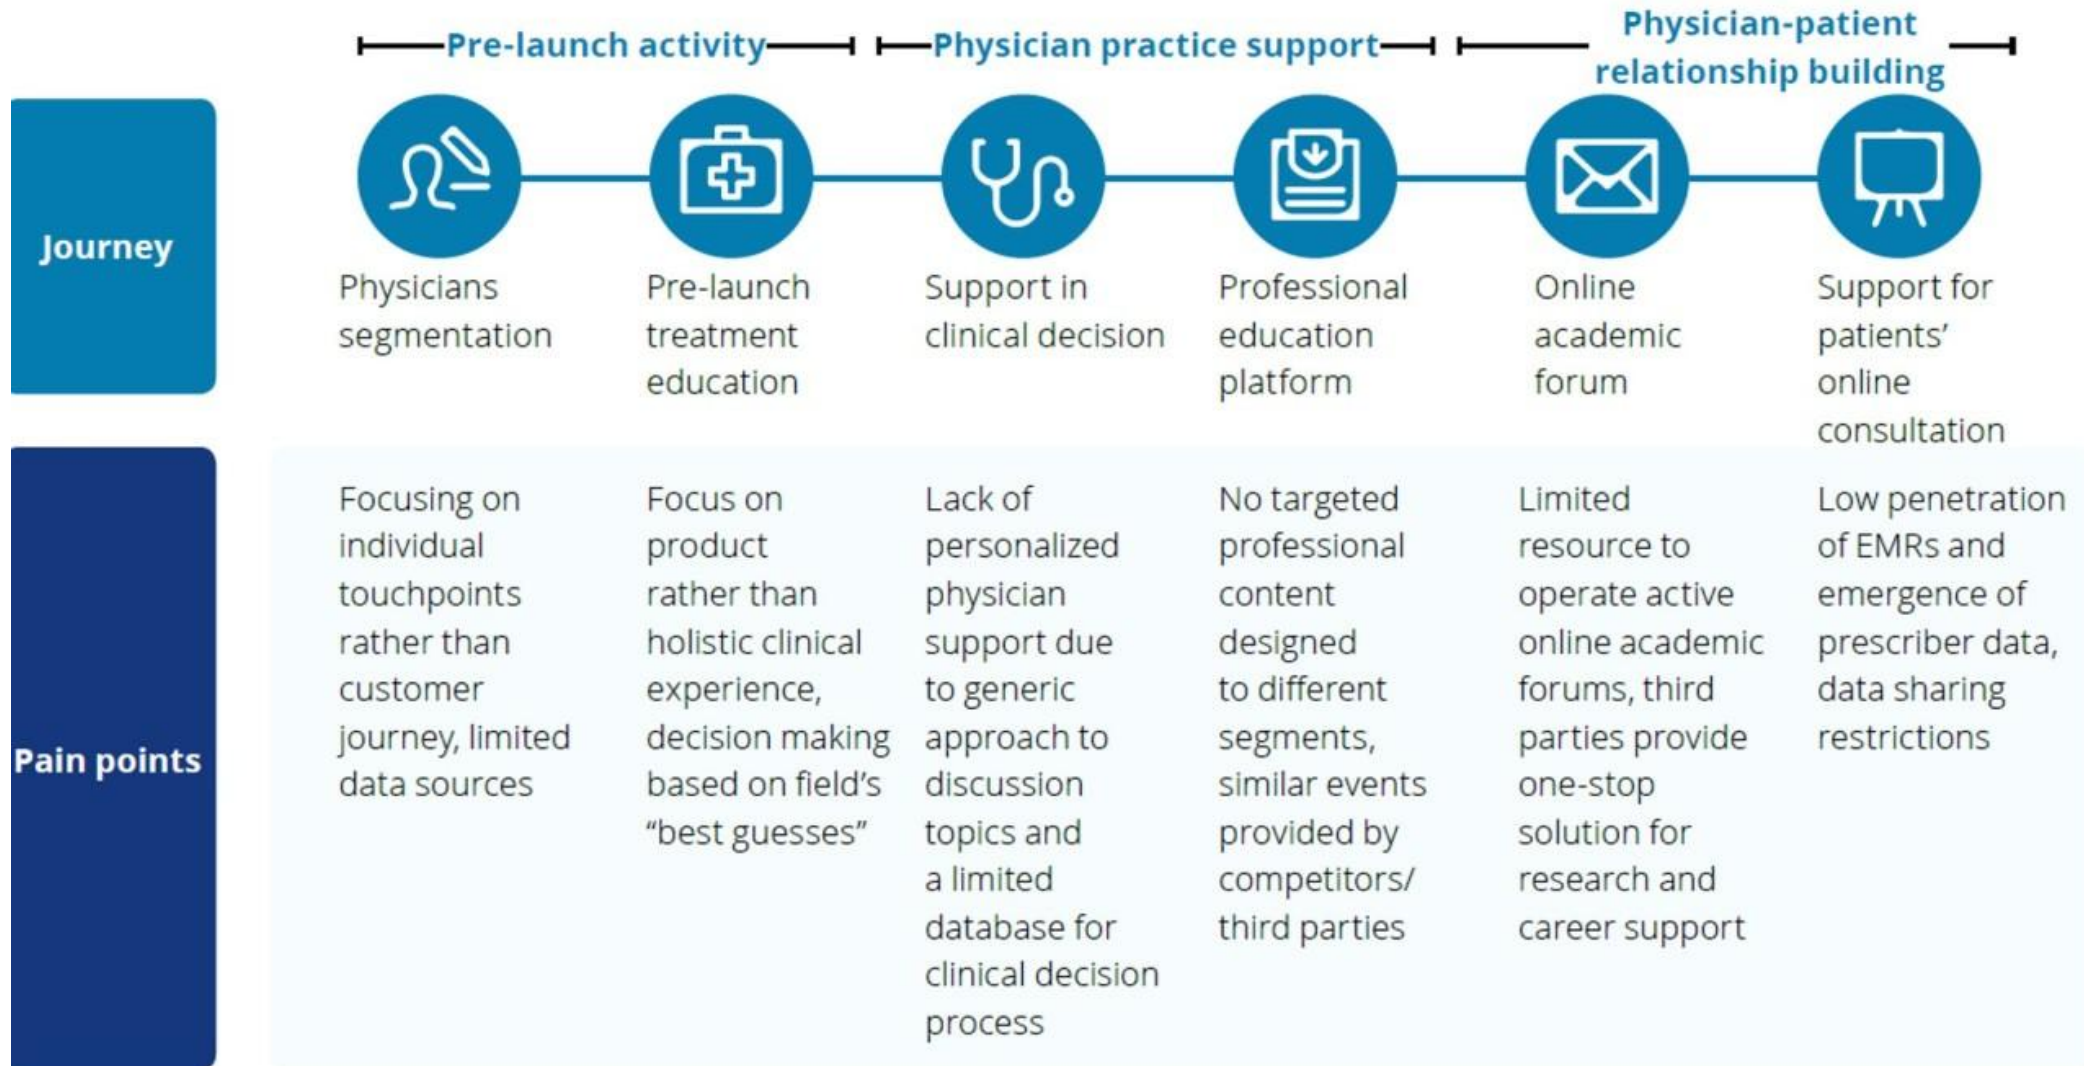 Pre-launch activity
Physician practice support
Physician-patient
relationship building
Journey
Physicians
segmentation
Pre-launch
treatment
education
Support in
clinical decision
Professional
education
platform
Online
academic
forum
Support for
patients’
online
consultation
Pain points
Focusing on
individual
touchpoints
rather than
customer
journey, limited
data sources
Focus on
product
rather than
holistic clinical
experience,
decision making
based on field’s
“best guesses”
Lack of
personalized
physician
support due
to generic
approach to
discussion
topics and
a limited
database for
clinical decision
process
No targeted
professional
content
designed
to different
segments,
similar events
provided by
competitors/
third parties
Limited
resource to
operate active
online academic
forums, third
parties provide
one-stop
solution for
research and
career support
Low penetration
of EMRs and
emergence of
prescriber data,
data sharing
restrictions